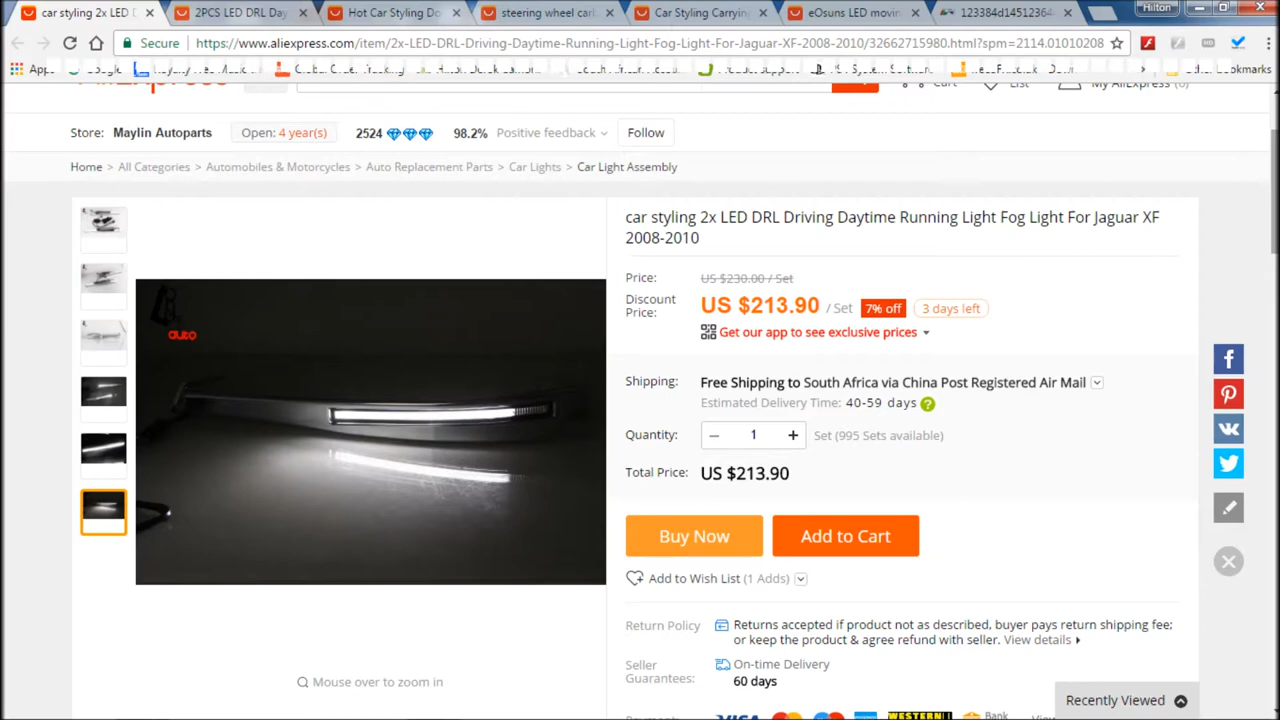 car styling 2x LED D
2PCS LED DRL Day
Hot Car Styling Do
steering wheel carb
Car Styling Carrying
eOsuns LED movin
123384d14512364
Hilton
Secure
https://www.aliexpress.com/item/2x-LED-DRL-Driving-Daytime-Running-Light-Fog-Light-For-Jaguar-XF-2008-2010/32662715980.html?spm=2114.01010208
Apps
Cart
List
My AliExpress (0)
Store: Maylin Autoparts Open: 4 year(s) 2524 98.2% Positive feedback Follow
Home > All Categories > Automobiles & Motorcycles > Auto Replacement Parts > Car Lights > Car Light Assembly
car styling 2x LED DRL Driving Daytime Running Light Fog Light For Jaguar XF
2008-2010
Price: US $230.00 / Set
Discount Price: US $213.90 / Set 7% off 3 days left
Get our app to see exclusive prices
auto
Shipping: Free Shipping to South Africa via China Post Registered Air Mail
Estimated Delivery Time: 40-59 days ?
Quantity: 1 Set (995 Sets available)
Total Price: US $213.90
Buy Now Add to Cart
Add to Wish List (1 Adds)
Return Policy Returns accepted if product not as described, buyer pays return shipping fee;
or keep the product & agree refund with seller. View details
Seller Guarantees: On-time Delivery
60 days
Mouse over to zoom in
Recently Viewed
VISA
WESTERN
Bank